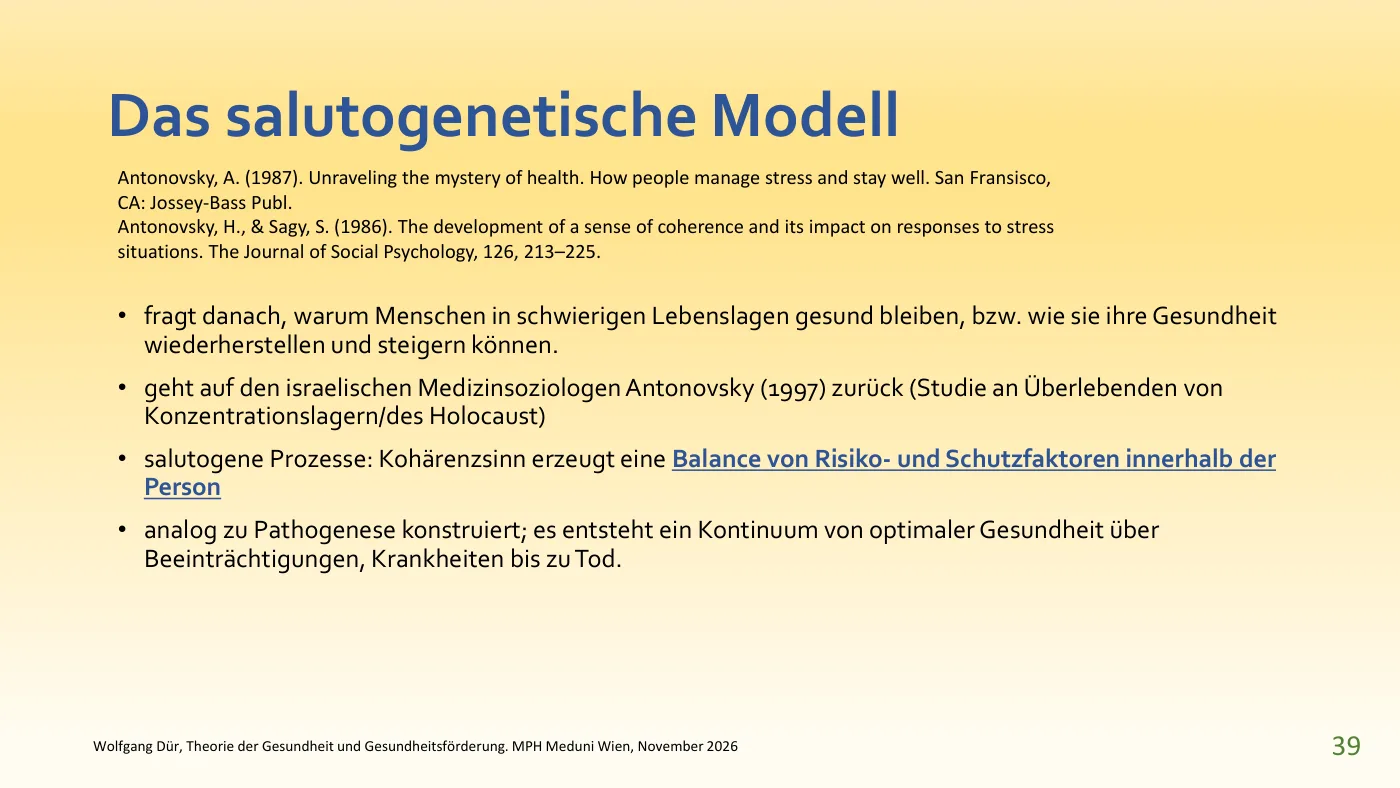 Das salutogenetische Modell
Antonovsky, A. (1987). Unraveling the mystery of health. How people manage stress and stay well. San Fransisco,
CA: Jossey-Bass Publ.
Antonovsky, H., & Sagy, S. (1986). The development of a sense of coherence and its impact on responses to stress
situations. The Journal of Social Psychology, 126, 213–225.
• fragt danach, warum Menschen in schwierigen Lebenslagen gesund bleiben, bzw. wie sie ihre Gesundheit
wiederherstellen und steigern können.
• geht auf den israelischen Medizinsoziologen Antonovsky (1997) zurück (Studie an Überlebenden von
Konzentrationslagern/des Holocaust)
• salutogene Prozesse: Kohärenzsinn erzeugt eine Balance von Risiko- und Schutzfaktoren innerhalb der
Person
• analog zu Pathogenese konstruiert; es entsteht ein Kontinuum von optimaler Gesundheit über
Beeinträchtigungen, Krankheiten bis zu Tod.
Wolfgang Dür, Theorie der Gesundheit und Gesundheitsförderung. MPH Meduni Wien, November 2026
39